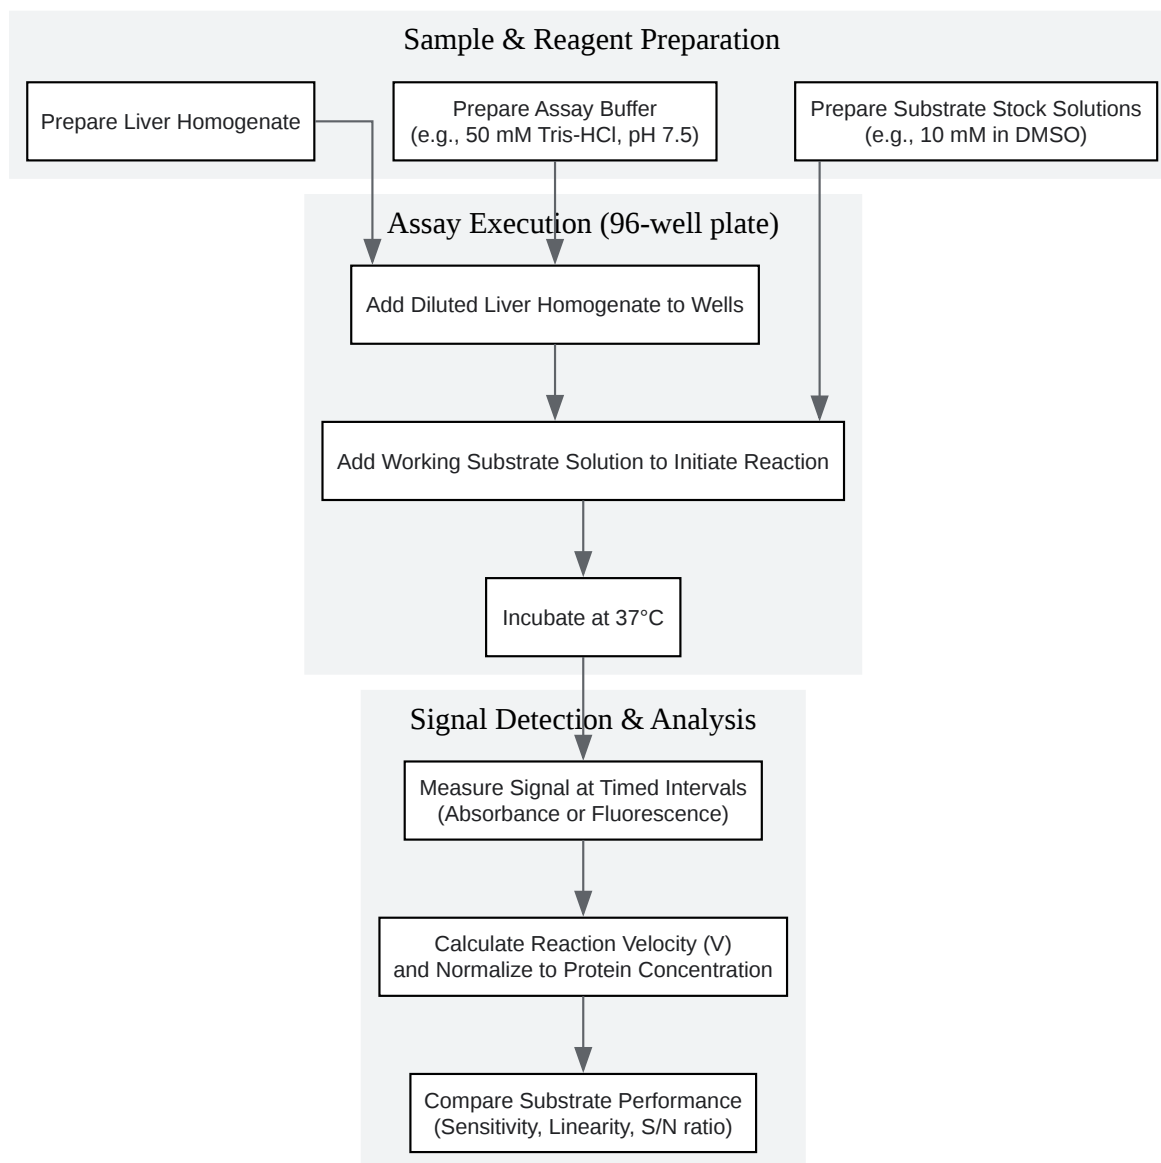 Sample & Reagent Preparation
Prepare Liver Homogenate
Prepare Assay Buffer
(e.g., 50 mM Tris-HCl, pH 7.5)
Prepare Substrate Stock Solutions
(e.g., 10 mM in DMSO)
Assay Execution (96-well plate)
Add Diluted Liver Homogenate to Wells
Add Working Substrate Solution to Initiate Reaction
Incubate at 37°C
Signal Detection & Analysis
Measure Signal at Timed Intervals
(Absorbance or Fluorescence)
Calculate Reaction Velocity (V)
and Normalize to Protein Concentration
Compare Substrate Performance
(Sensitivity, Linearity, S/N ratio)